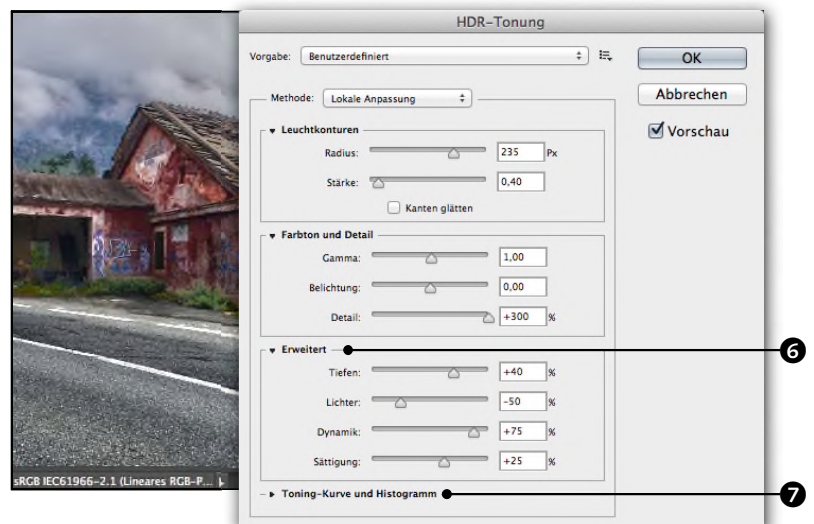 HDR-Tonung
Vorgabe: Benutzerdefiniert
OK
Methode: Lokale Anpassung
Abbrechen
Vorschau
Leuchtkonturen
Radius: 235 Px
Stärke: 0,40
Kanten glätten
Farbton und Detail
Gamma: 1,00
Belichtung: 0,00
Detail: +300 %
Erweitert
6
Tiefen: +40 %
Lichter: -50 %
Dynamik: +75 %
Sättigung: +25 %
sRGB IEC61966-2.1 (Lineares RGB-P...
Toning-Kurve und Histogramm
7